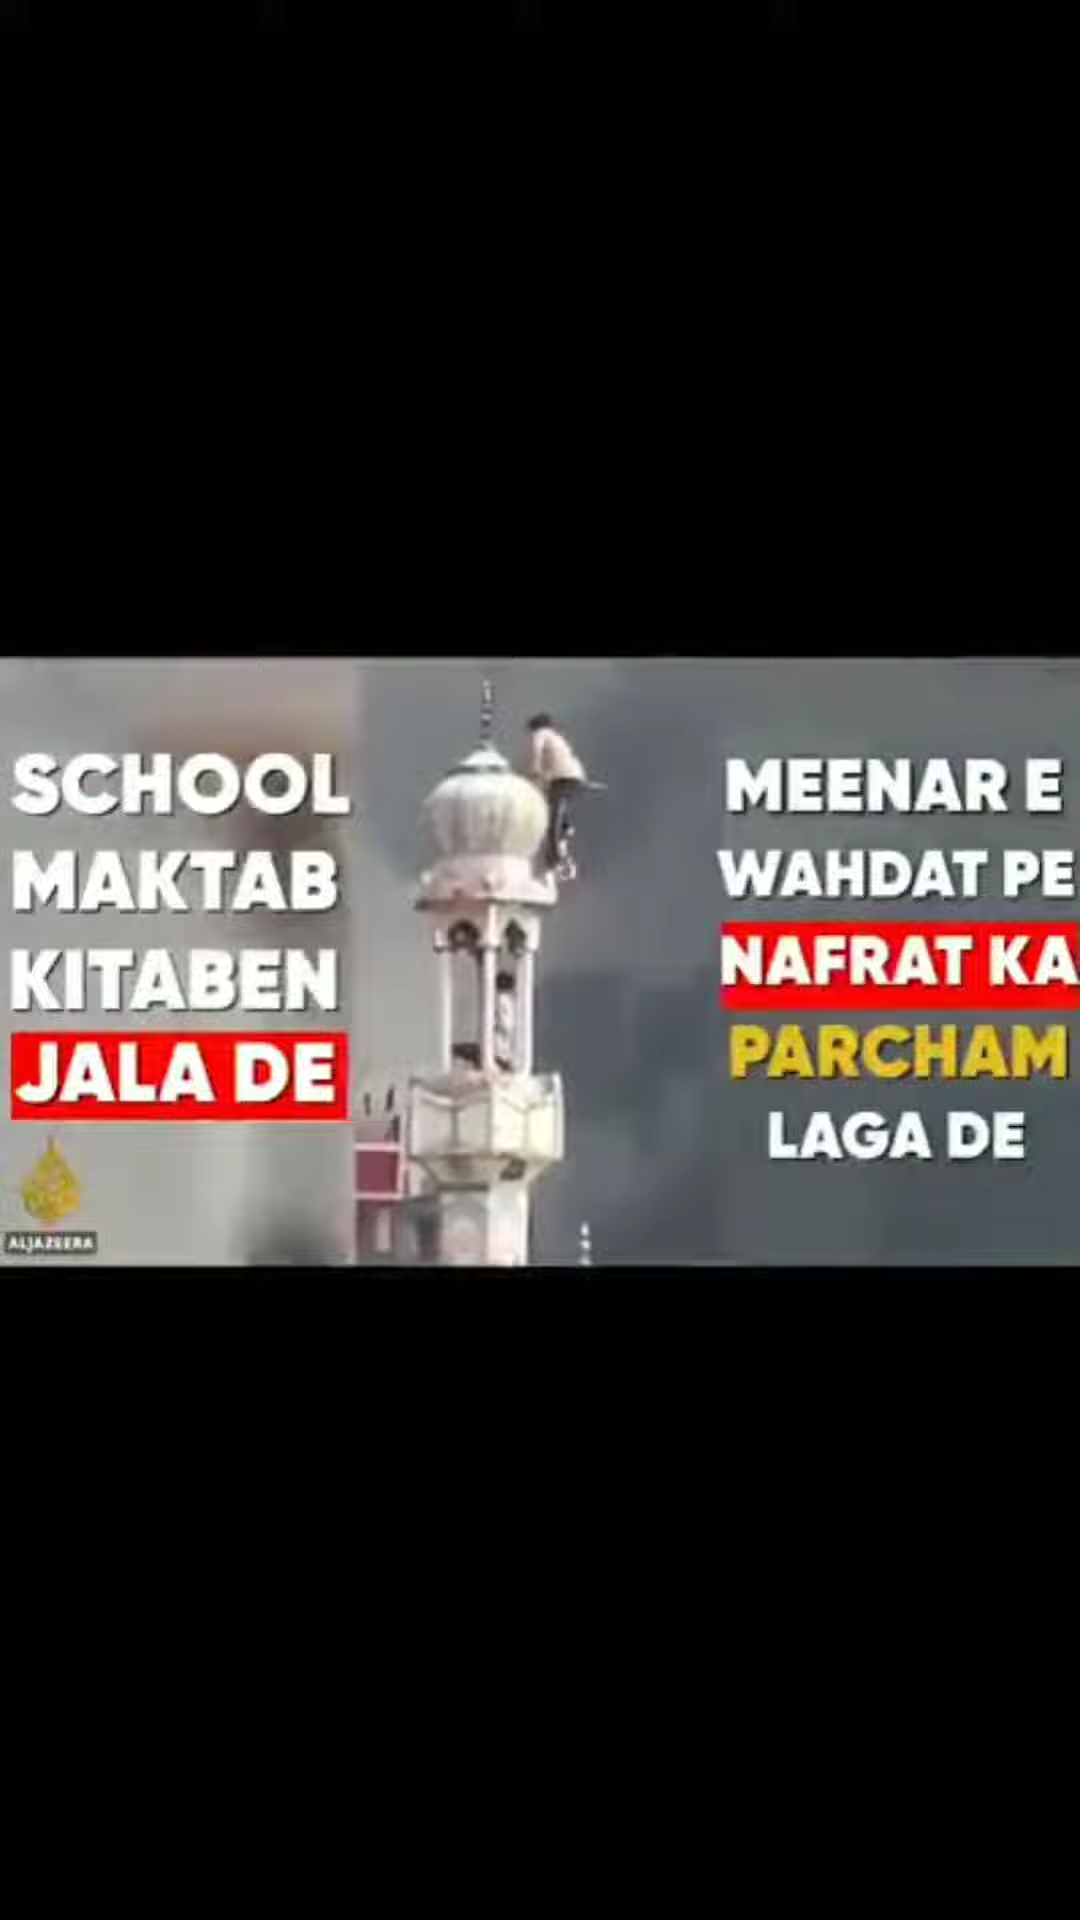 SCHOOL
MAKTAB
KITABEN
JALA DE
MEENAR E
WAHDAT PE
NAFRAT KA
PARCHAM
LAGA DE
ALJAZEERA